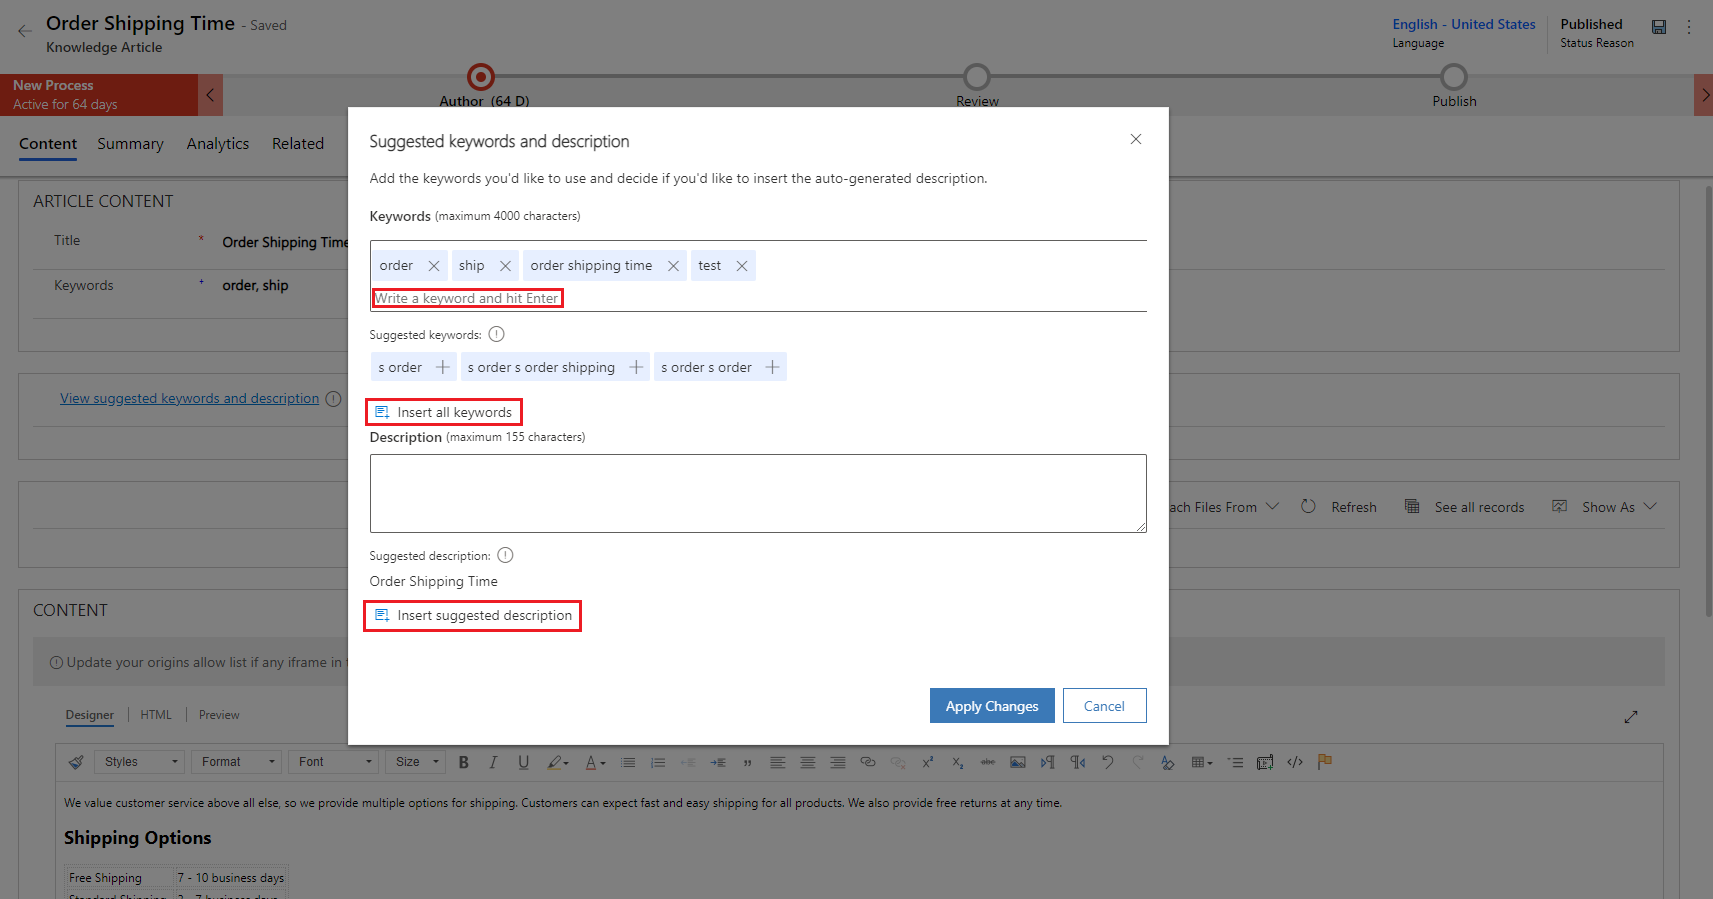 Order Shipping Time - Saved
Knowledge Article
English - United States
Language
Published
Status Reason
New Process
Active for 64 days
Author (64 D)
Review
Publish
Content Summary Analytics Related
ARTICLE CONTENT
Title * Order Shipping Time
Keywords + order, ship
View suggested keywords and description
ach Files From Refresh See all records Show As
CONTENT
Update your origins allow list if any iframe in
Designer HTML Preview
Styles Format Font Size
We value customer service above all else, so we provide multiple options for shipping. Customers can expect fast and easy shipping for all products. We also provide free returns at any time.
Shipping Options
Free Shipping 7 - 10 business days
Standard Shipping 3 - 7 business days
Suggested keywords and description
Add the keywords you'd like to use and decide if you'd like to insert the auto-generated description.
Keywords (maximum 4000 characters)
order ship order shipping time test
Write a keyword and hit Enter
Suggested keywords:
s order s order s order shipping s order s order
Insert all keywords
Description (maximum 155 characters)
Suggested description:
Order Shipping Time
Insert suggested description
Apply Changes Cancel